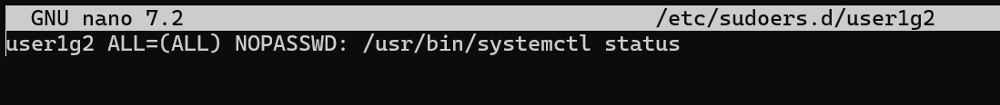 GNU nano 7.2 /etc/sudoers.d/user1g2
user1g2 ALL=(ALL) NOPASSWD: /usr/bin/systemctl status